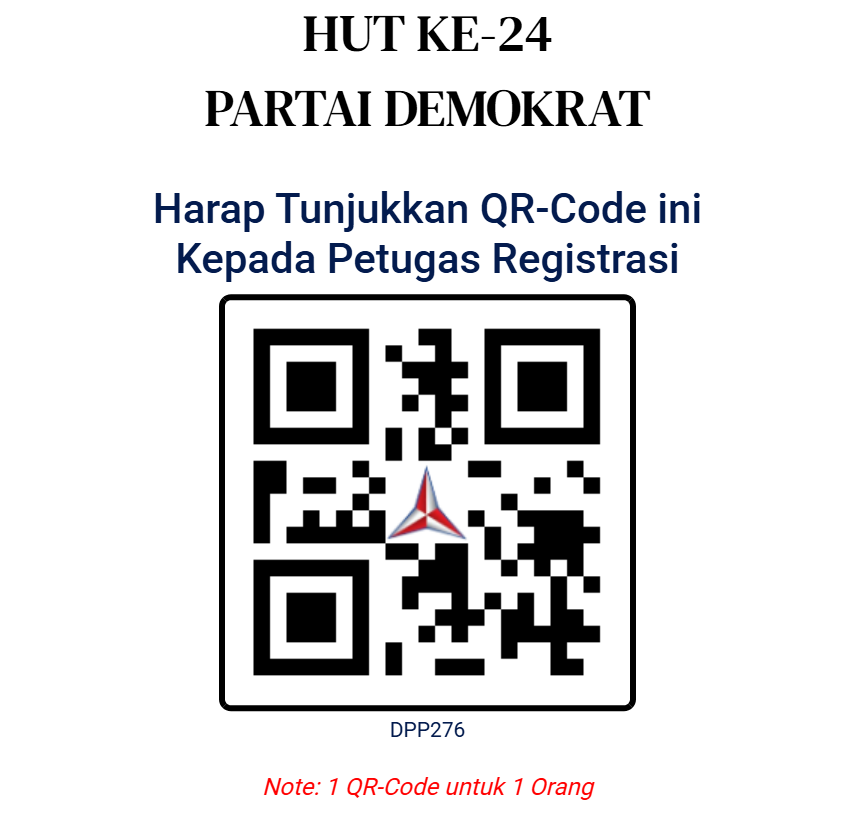 HUT KE-24
PARTAI DEMOKRAT
Harap Tunjukkan QR-Code ini
Kepada Petugas Registrasi
DPP276
Note: 1 QR-Code untuk 1 Orang